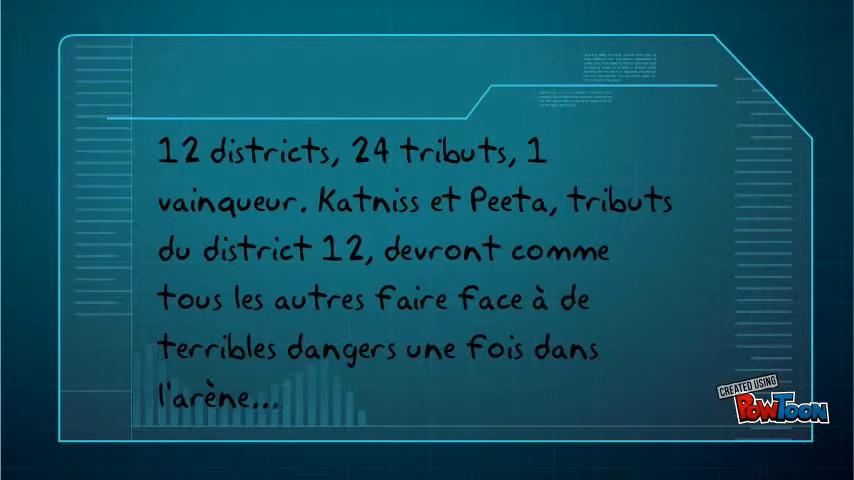 12 districts, 24 tributs, 1
vainqueur. Katniss et Peeta, tributs
du district 12, devront comme
tous les autres faire face à de
terribles dangers une fois dans
l'arène...
CREATED USING
POWTOON